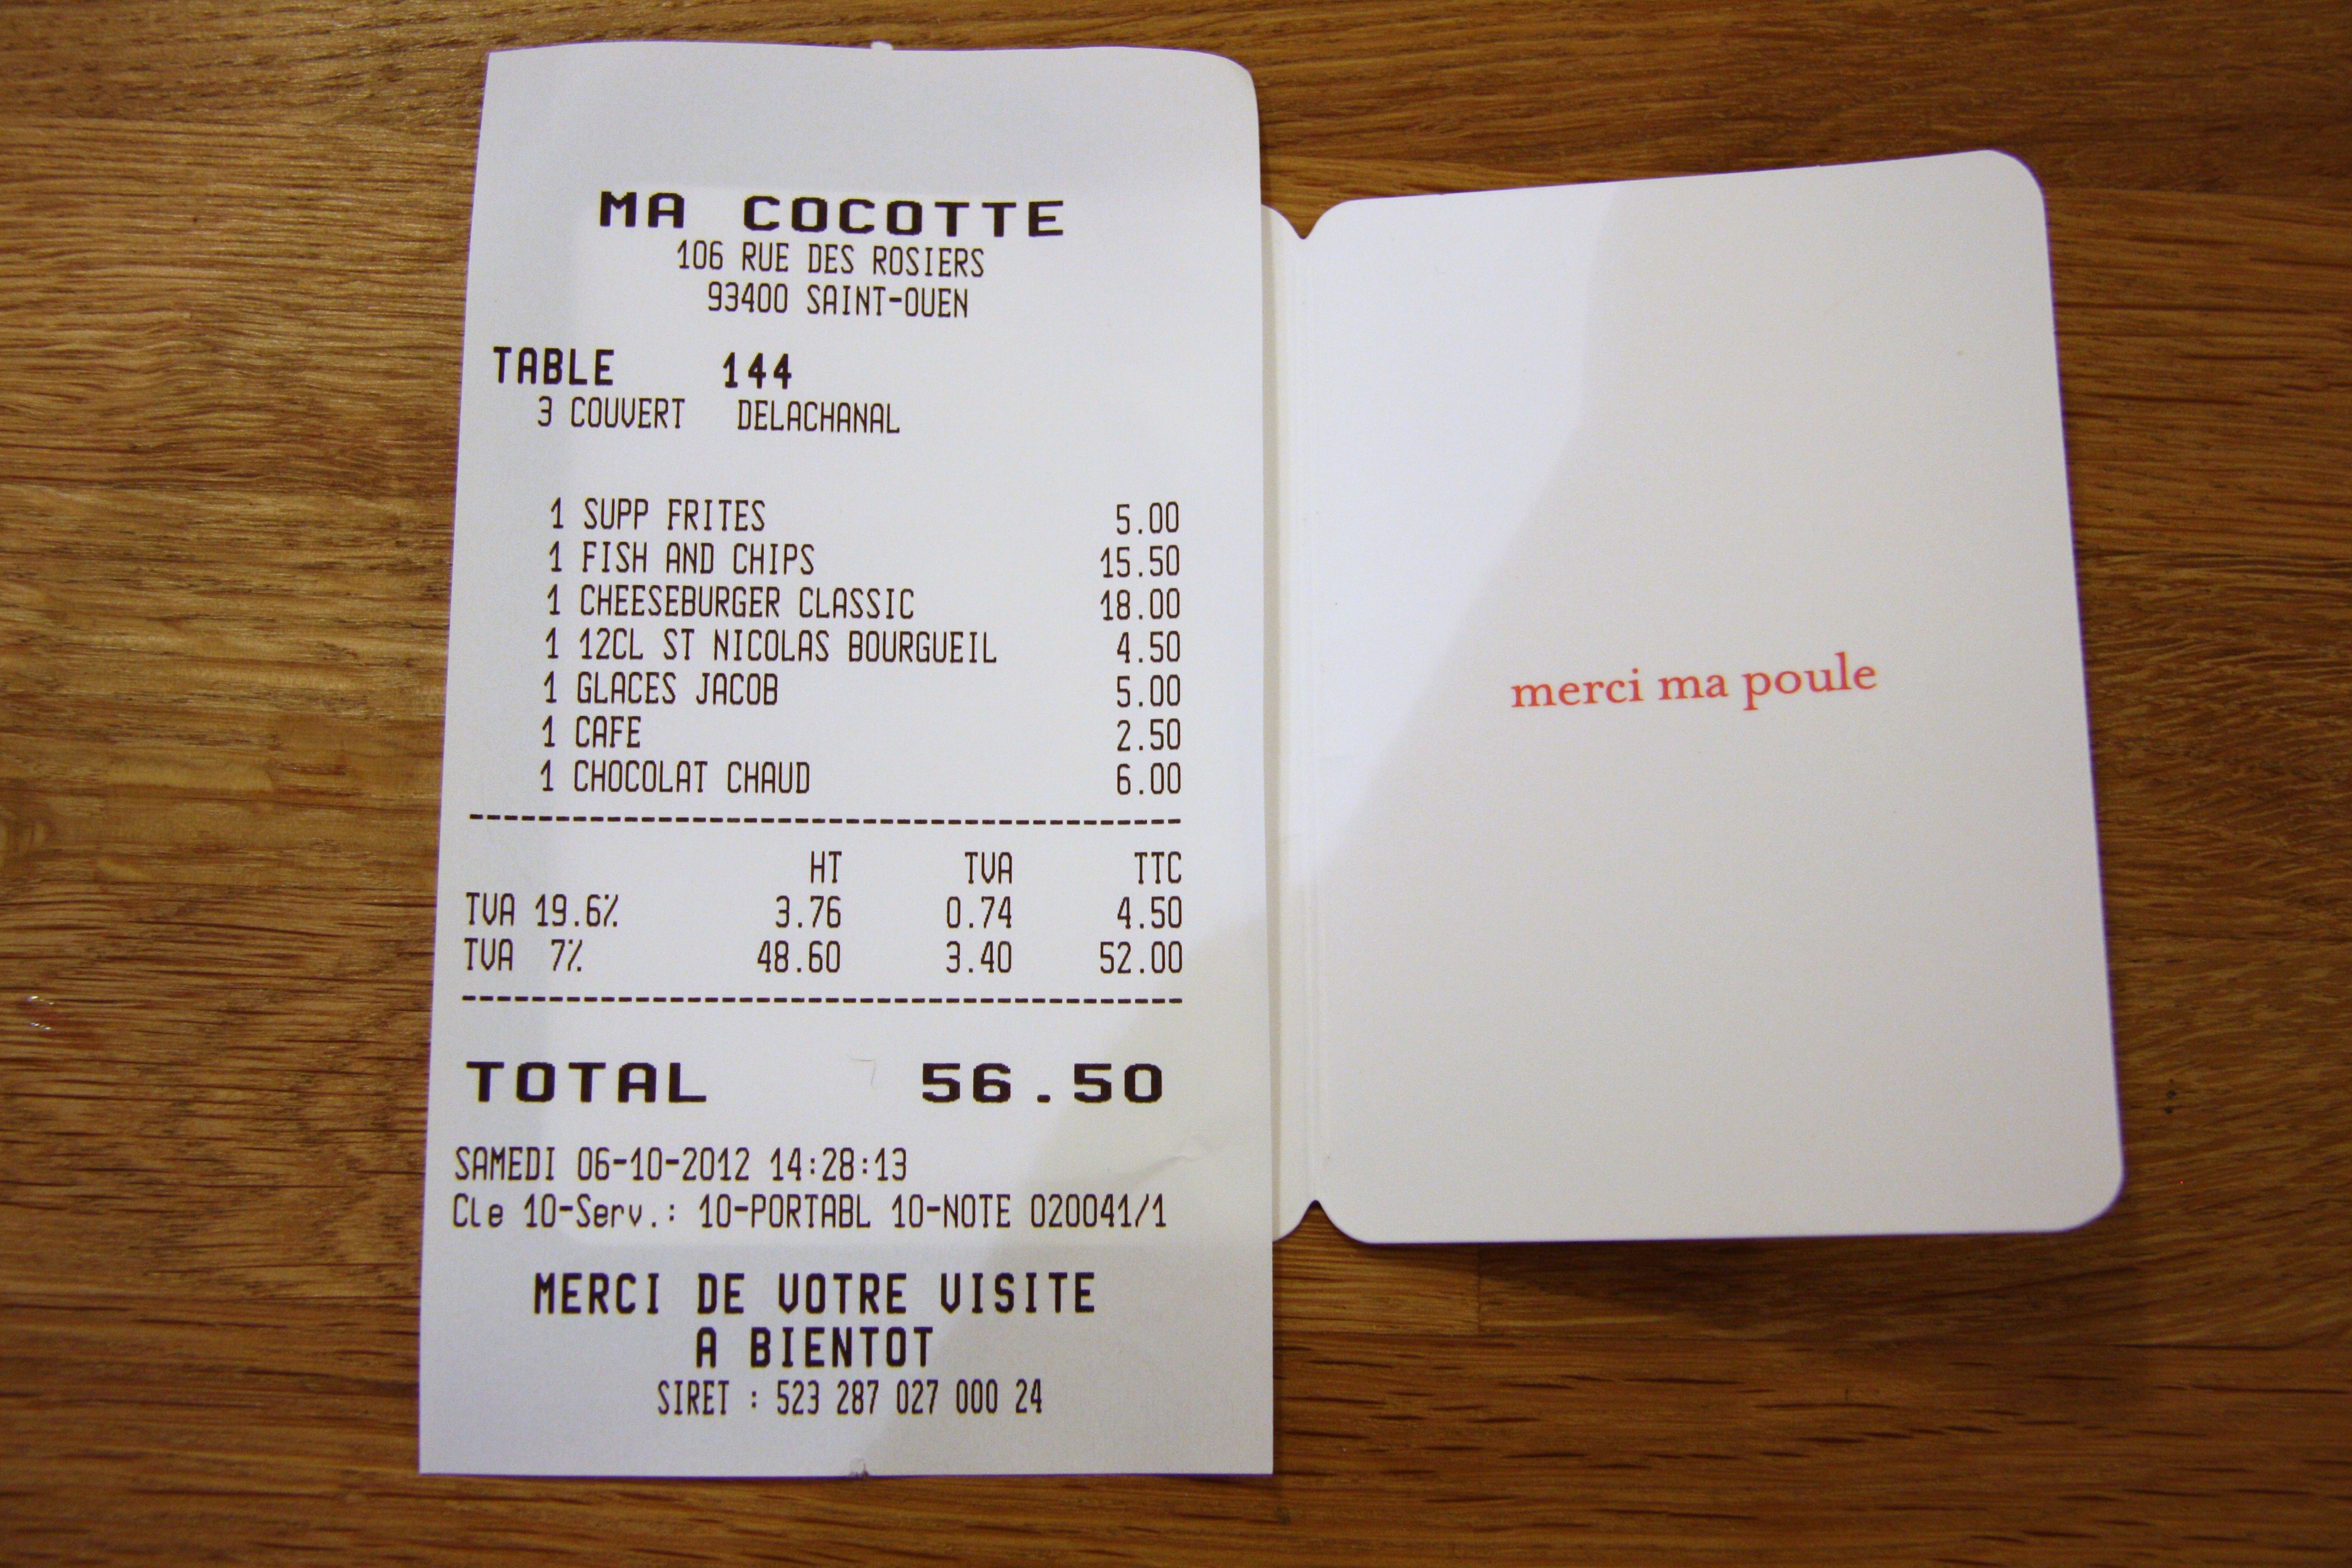 MA COCOTTE
106 RUE DES ROSIERS
93400 SAINT-OUEN
TABLE 144
3 COUVERT DELACHANAL
1 SUPP FRITES 5.00
1 FISH AND CHIPS 15.50
1 CHEESEBURGER CLASSIC 18.00
1 12CL ST NICOLAS BOURGUEIL 4.50
1 GLACES JACOB 5.00
1 CAFE 2.50
1 CHOCOLAT CHAUD 6.00
HT TVA TTC
TVA 19.6% 3.76 0.74 4.50
TVA 7% 48.60 3.40 52.00
TOTAL 56.50
SAMEDI 06-10-2012 14:28:13
Cle 10-Serv.: 10-PORTABL 10-NOTE 020041/1
MERCI DE VOTRE VISITE
A BIENTOT
SIRET : 523 287 027 000 24
merci ma poule